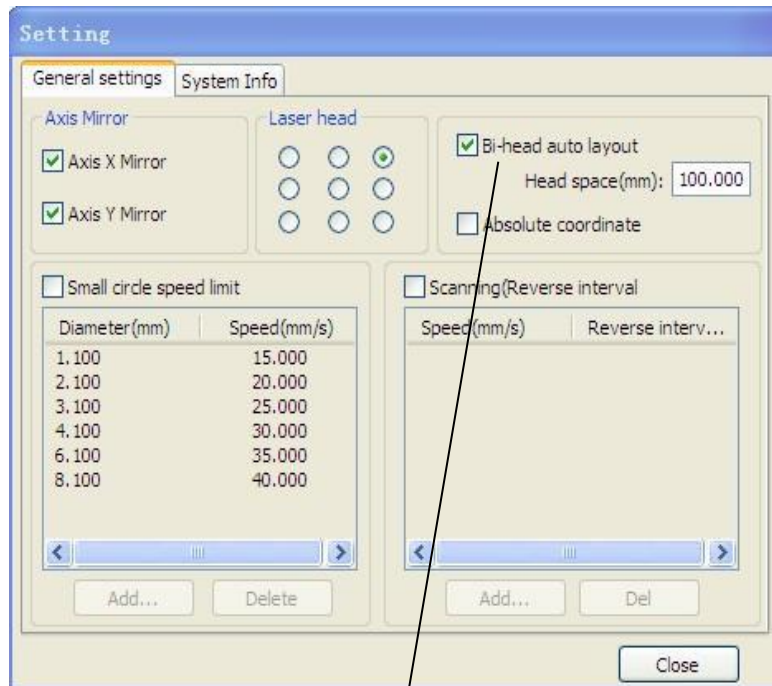 Setting
General settings System Info
Axis Mirror
Axis X Mirror
Axis Y Mirror
Laser head
Bi-head auto layout
Head space(mm): 100.000
Absolute coordinate
Small circle speed limit
Diameter(mm) Speed(mm/s)
1.100 15.000
2.100 20.000
3.100 25.000
4.100 30.000
6.100 35.000
8.100 40.000
Add... Delete
Scanning(Reverse interval
Speed(mm/s) Reverse interv...
Add... Del
Close